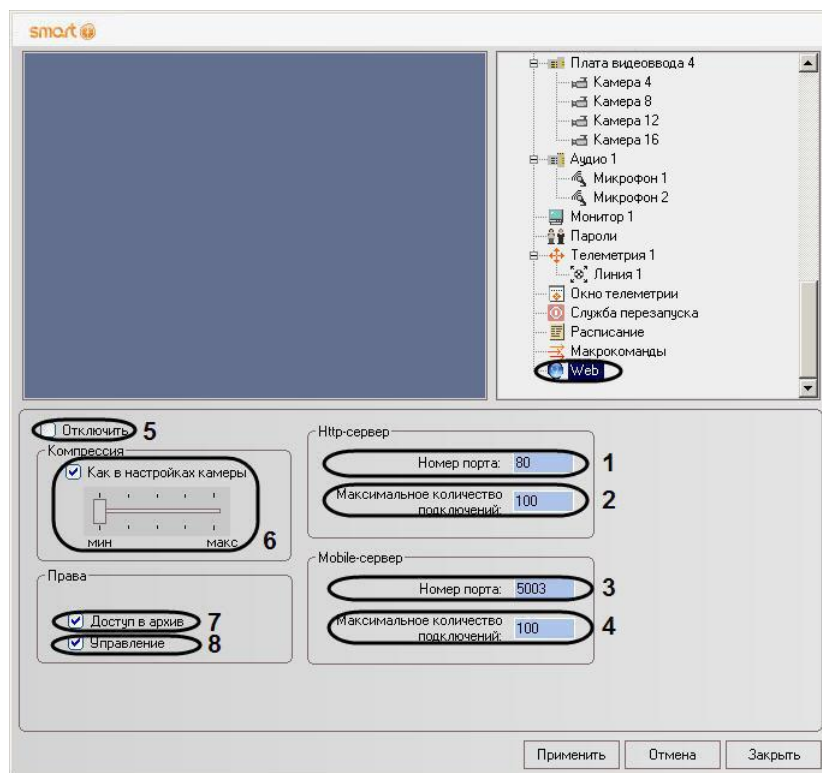 smart
Плата видеоввода 4
Камера 4
Камера 8
Камера 12
Камера 16
Аудио 1
Микрофон 1
Микрофон 2
Монитор 1
Пароли
Телеметрия 1
Линия 1
Окно телеметрии
Служба перезапуска
Расписание
Макрокоманды
Web
Отключить 5
Компрессия
Как в настройках камеры
мин макс 6
Права
Доступ в архив 7
Управление 8
Http-сервер
Номер порта: 80 1
Максимальное количество
подключений: 100 2
Mobile-сервер
Номер порта: 5003 3
Максимальное количество
подключений: 100 4
Применить Отмена Закрыть